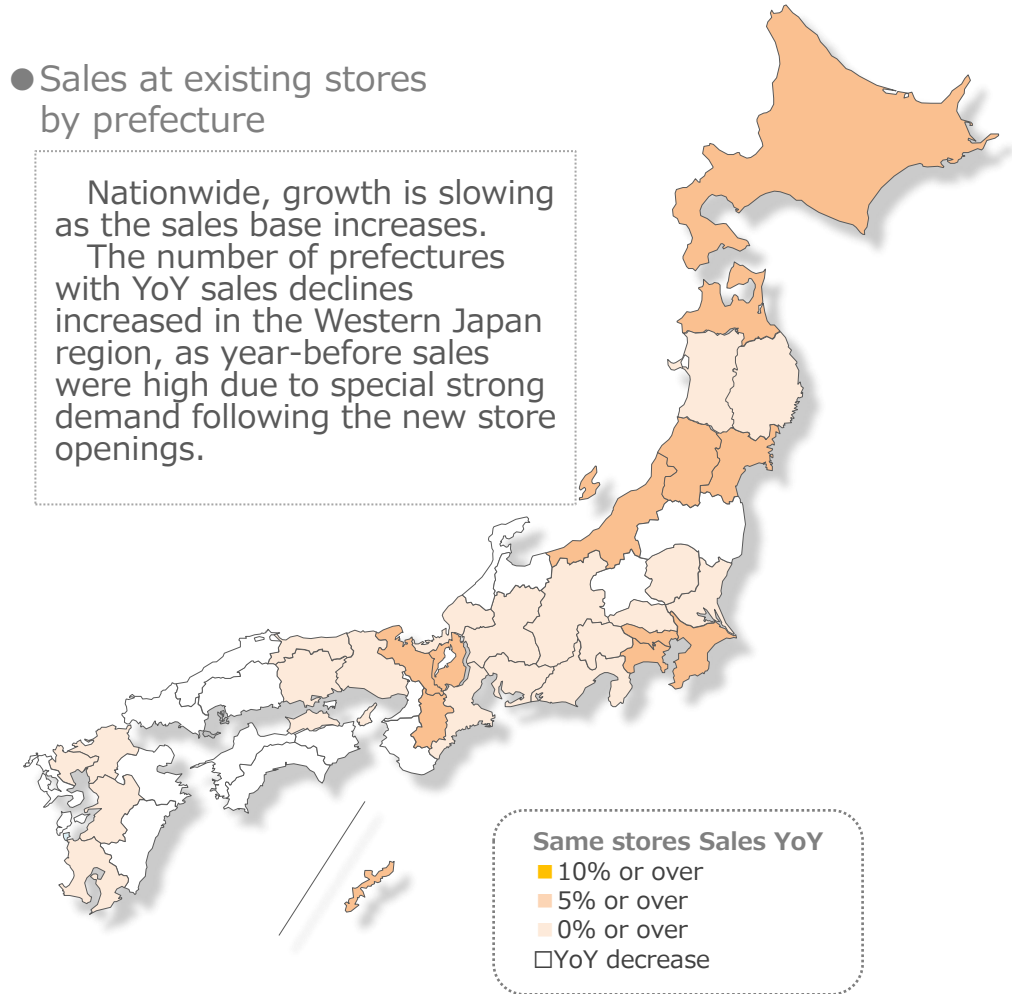 ●Sales at existing stores
by prefecture
Nationwide, growth is slowing
as the sales base increases.
The number of prefectures
with YoY sales declines
increased in the Western Japan
region, as year-before sales
were high due to special strong
demand following the new store
openings.
Same stores Sales YoY
■10% or over
■5% or over
■0% or over
□YoY decrease